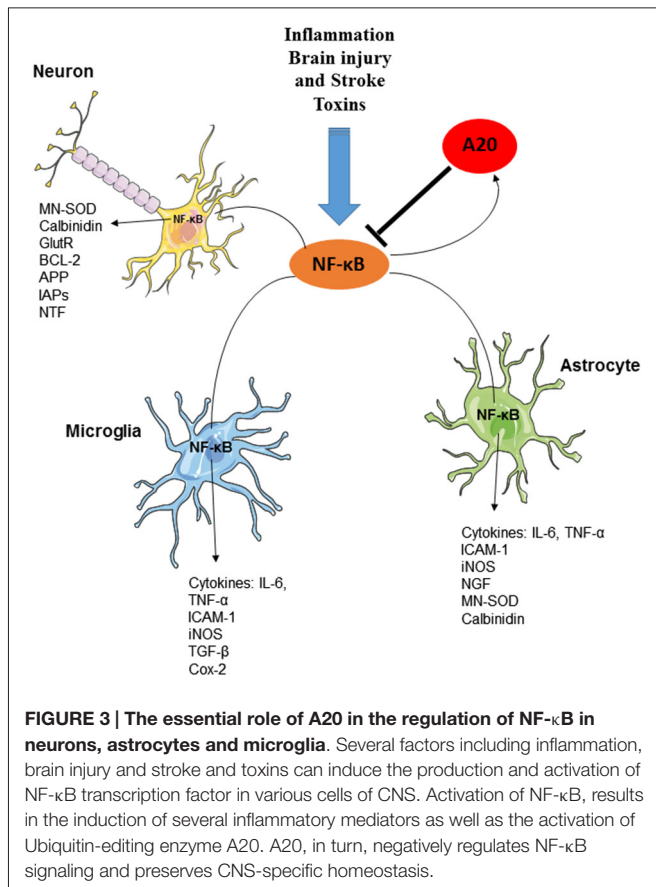 Inflammation
Brain injury
and Stroke
Toxins
Neuron
A20
MN-SOD
Calbinidin
GlutR
BCL-2
APP
IAPs
NTF
NF-κB
NF-κB
Astrocyte
NF-κB
Microglia
NF-κB
Cytokines: IL-6, TNF-α
ICAM-1
iNOS
NGF
MN-SOD
Calbinidin
Cytokines: IL-6,
TNF-α
ICAM-1
iNOS
TGF-β
Cox-2
FIGURE 3 | The essential role of A20 in the regulation of NF-κB in
neurons, astrocytes and microglia. Several factors including inflammation,
brain injury and stroke and toxins can induce the production and activation of
NF-κB transcription factor in various cells of CNS. Activation of NF-κB, results
in the induction of several inflammatory mediators as well as the activation of
Ubiquitin-editing enzyme A20. A20, in turn, negatively regulates NF-κB
signaling and preserves CNS-specific homeostasis.